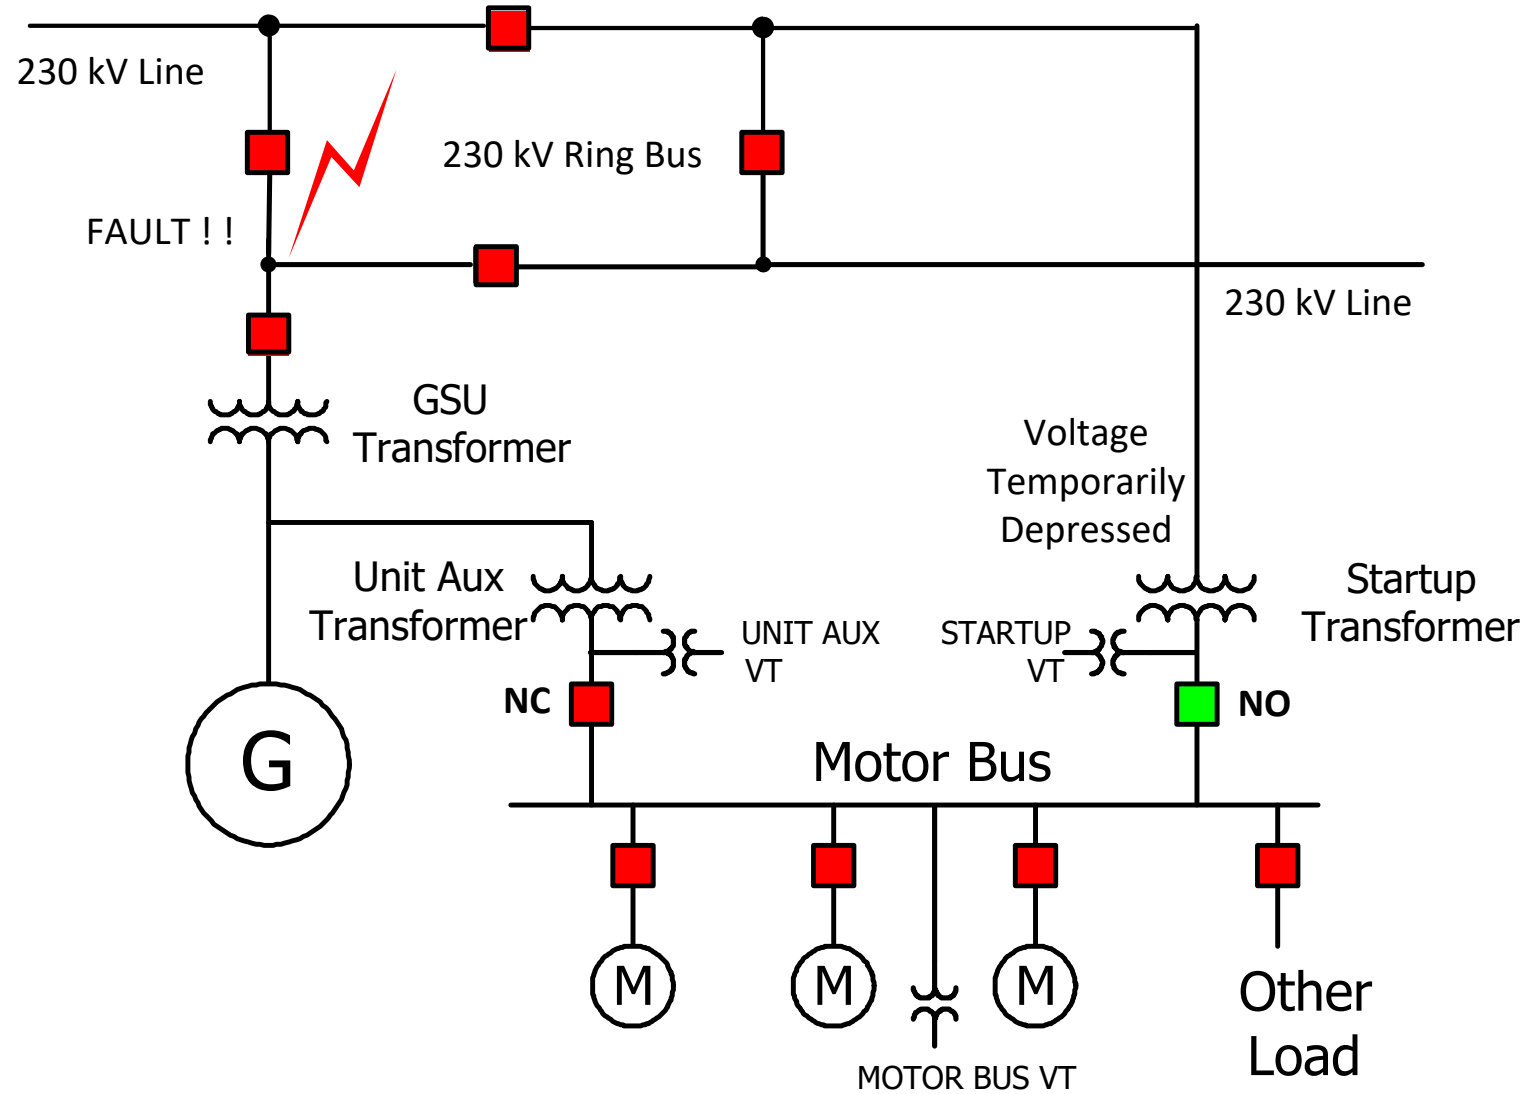 230 kV Line
230 kV Ring Bus
FAULT ! !
230 kV Line
GSU
Transformer
Voltage
Temporarily
Depressed
Unit Aux
Transformer
UNIT AUX
VT
STARTUP
VT
Startup
Transformer
NC
NO
G
Motor Bus
M
M
M
Other
Load
MOTOR BUS VT